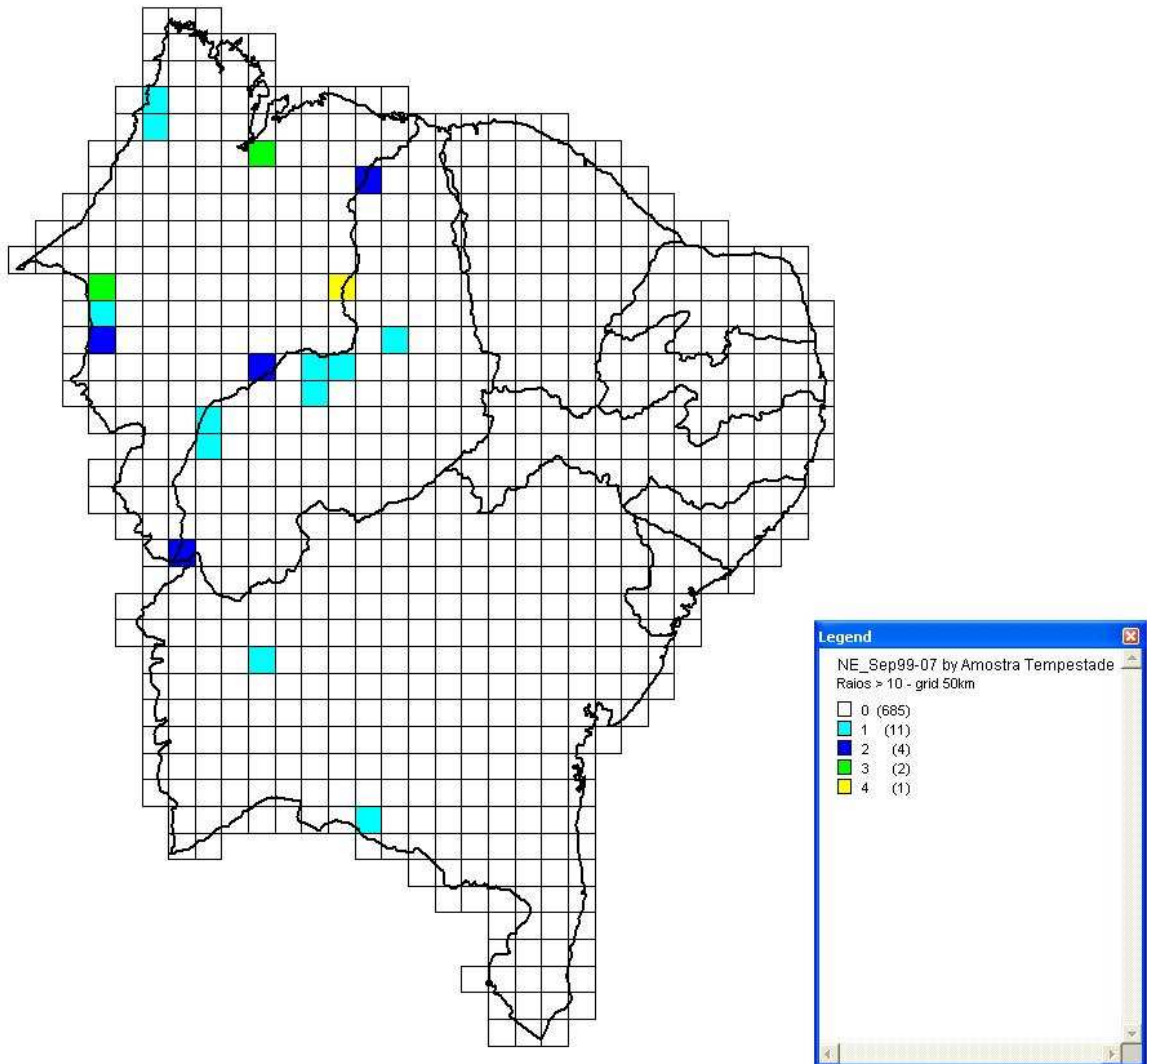 Legend
NE_Sep99-07 by Amostra Tempestade
Raios > 10 - grid 50km
0 (685)
1 (11)
2 (4)
3 (2)
4 (1)